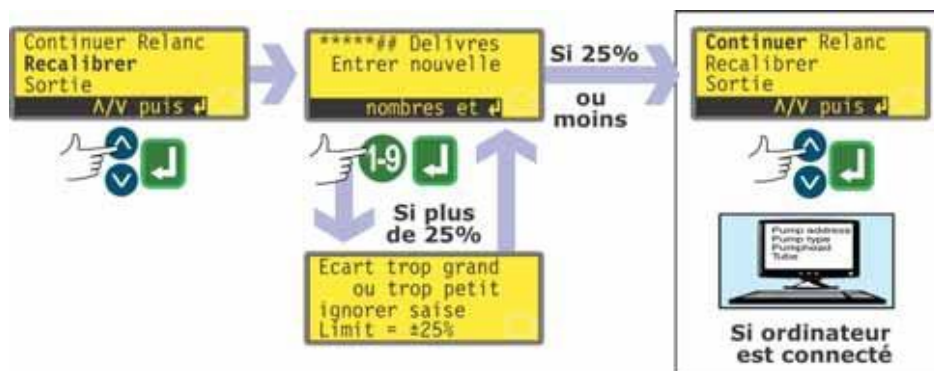 Continuer Relanc
Recalibrer
Sortie
Λ/V puis ↲
*****## Delivres
Entrer nouvelle
nombres et ↲
1-9
Si plus
de 25%
Ecart trop grand
ou trop petit
ignorer saise
Limit = ±25%
Si 25%
ou
moins
Continuer Relanc
Recalibrer
Sortie
Λ/V puis ↲
Pump address
Pump type
Pumphead
Tube
Si ordinateur
est connecté